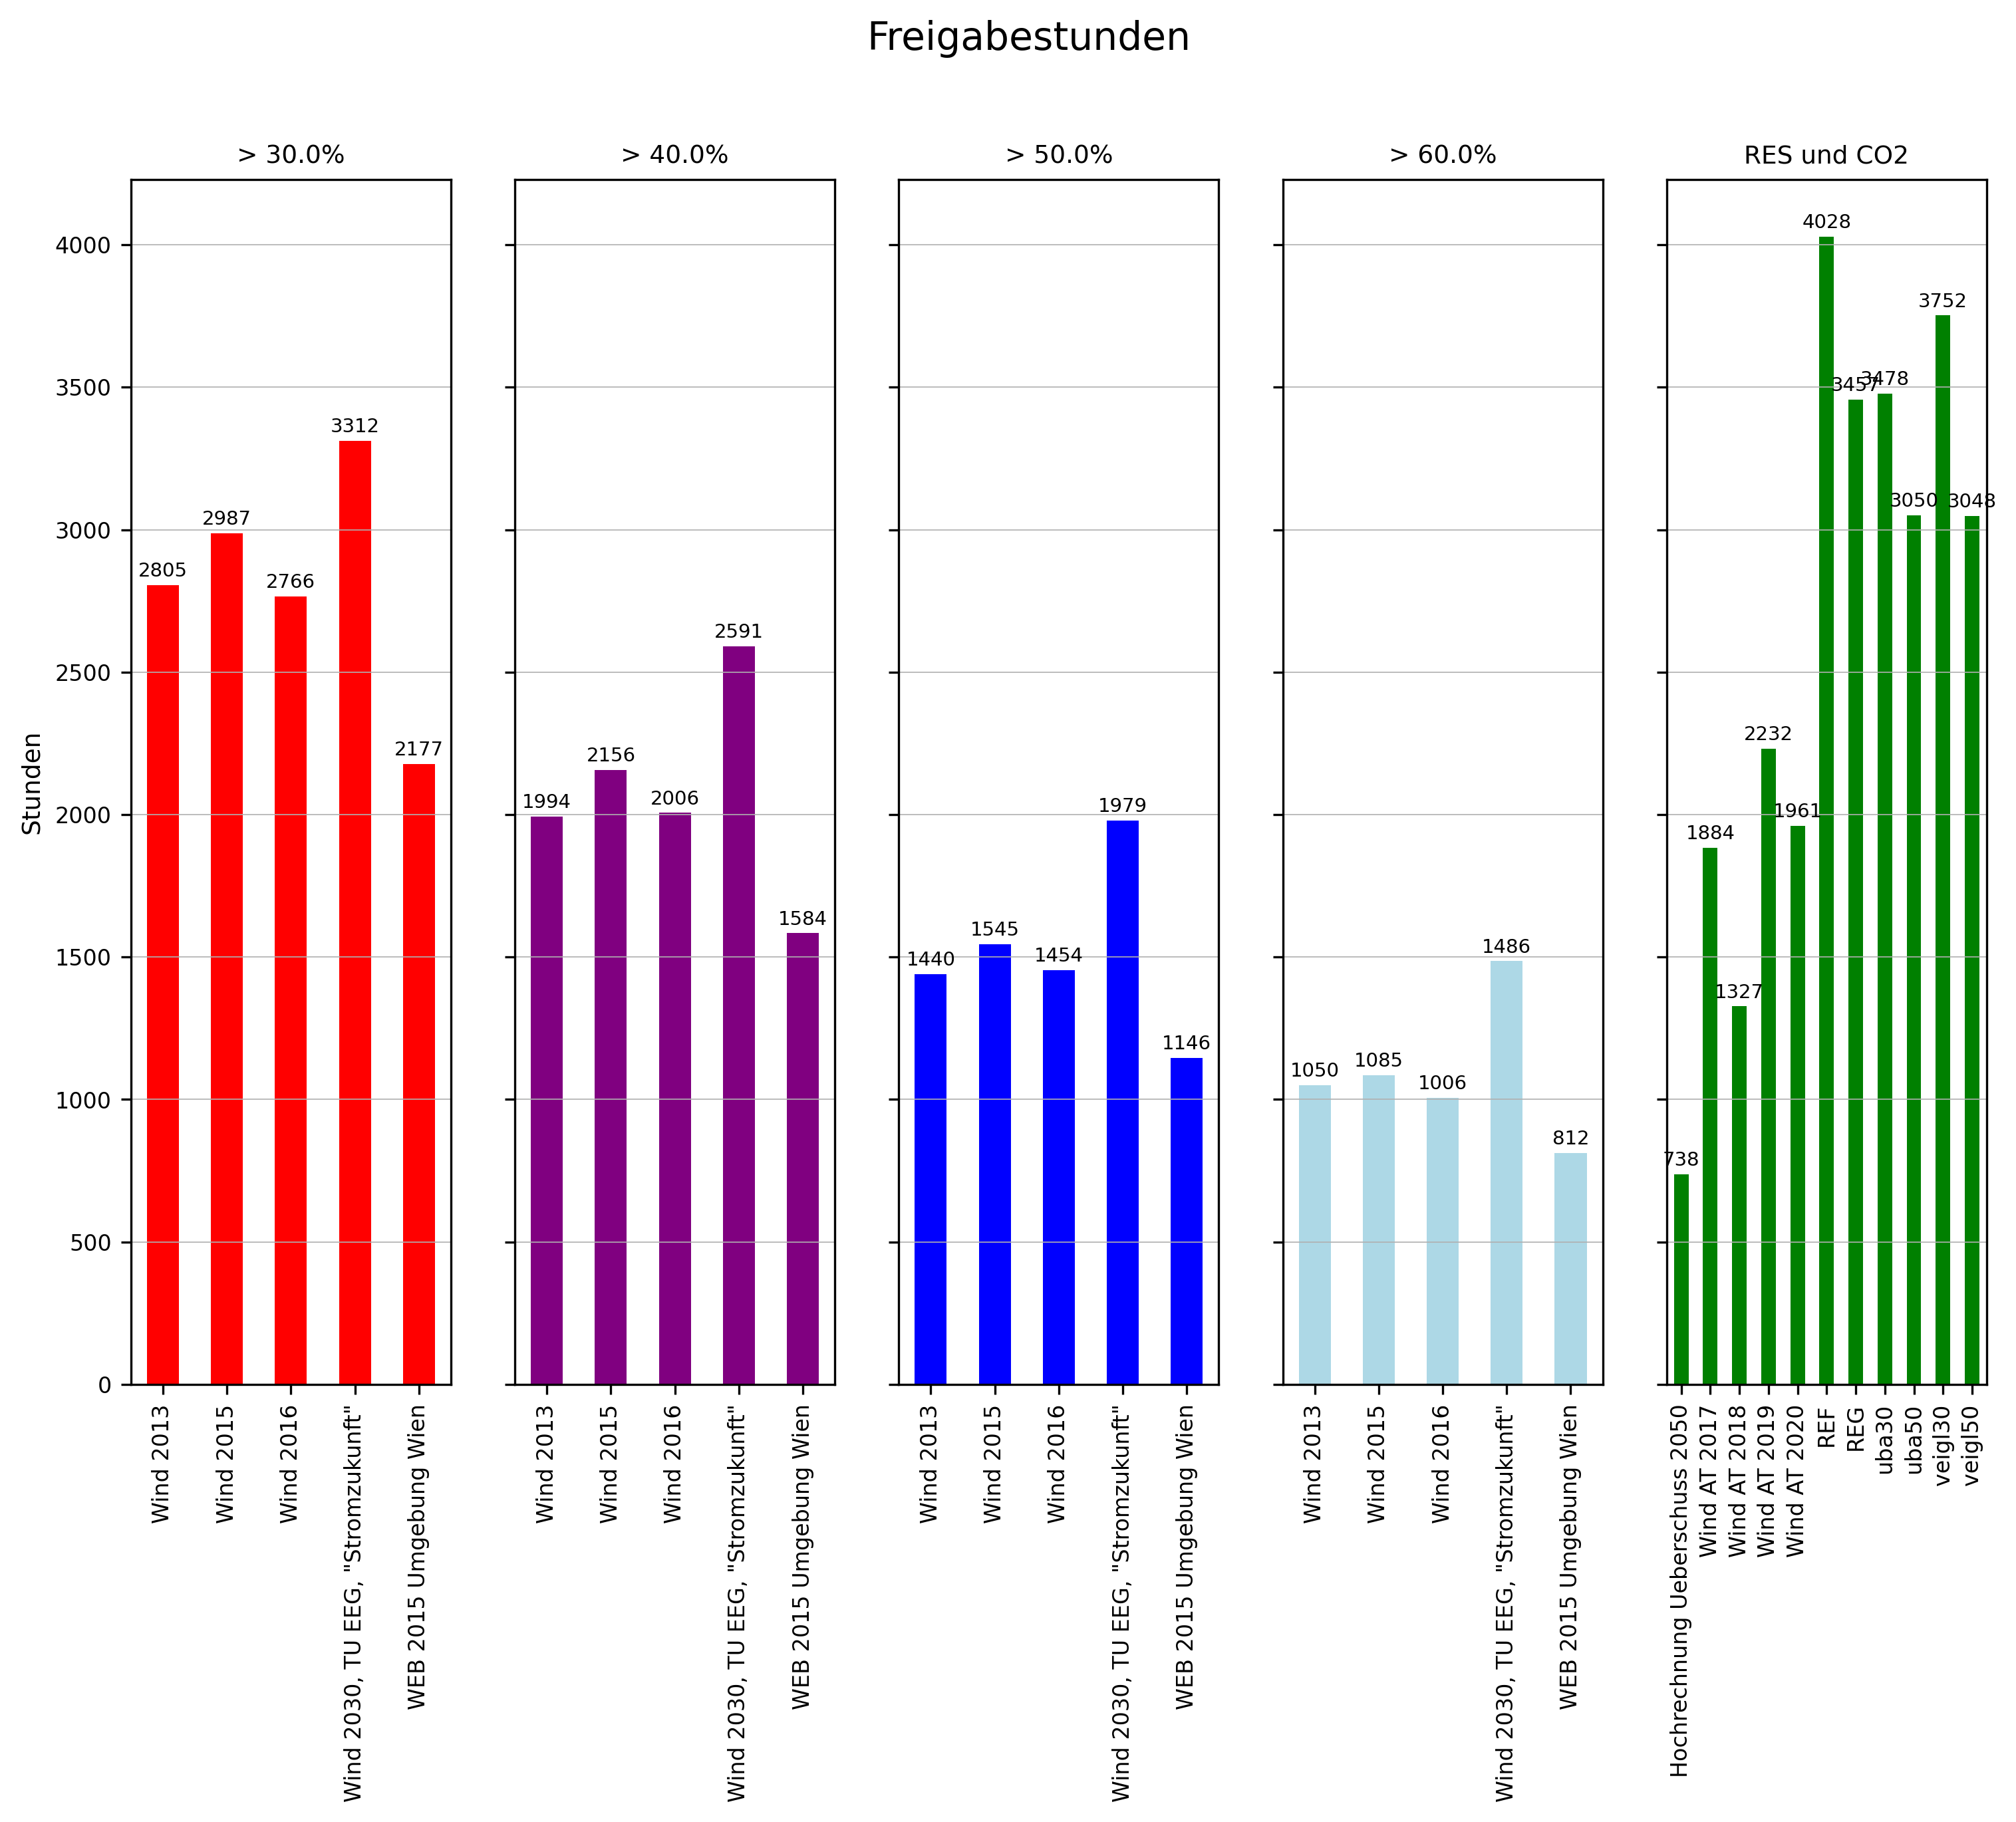 Freigabestunden
> 30.0%
> 40.0%
> 50.0%
> 60.0%
RES und CO2
Stunden
4000
3500
3000
2500
2000
1500
1000
500
0
2805
2987
2766
3312
2177
1994
2156
2006
2591
1584
1440
1545
1454
1979
1146
1050
1085
1006
1486
812
738
1884
1327
2232
1961
4028
3457
3478
3050
3752
3048
Wind 2013
Wind 2015
Wind 2016
Wind 2030, TU EEG, "Stromzukunft"
WEB 2015 Umgebung Wien
Wind 2013
Wind 2015
Wind 2016
Wind 2030, TU EEG, "Stromzukunft"
WEB 2015 Umgebung Wien
Wind 2013
Wind 2015
Wind 2016
Wind 2030, TU EEG, "Stromzukunft"
WEB 2015 Umgebung Wien
Wind 2013
Wind 2015
Wind 2016
Wind 2030, TU EEG, "Stromzukunft"
WEB 2015 Umgebung Wien
Hochrechnung Ueberschuss 2050
Wind AT 2017
Wind AT 2018
Wind AT 2019
Wind AT 2020
REF
REG
uba30
uba50
veigl30
veigl50